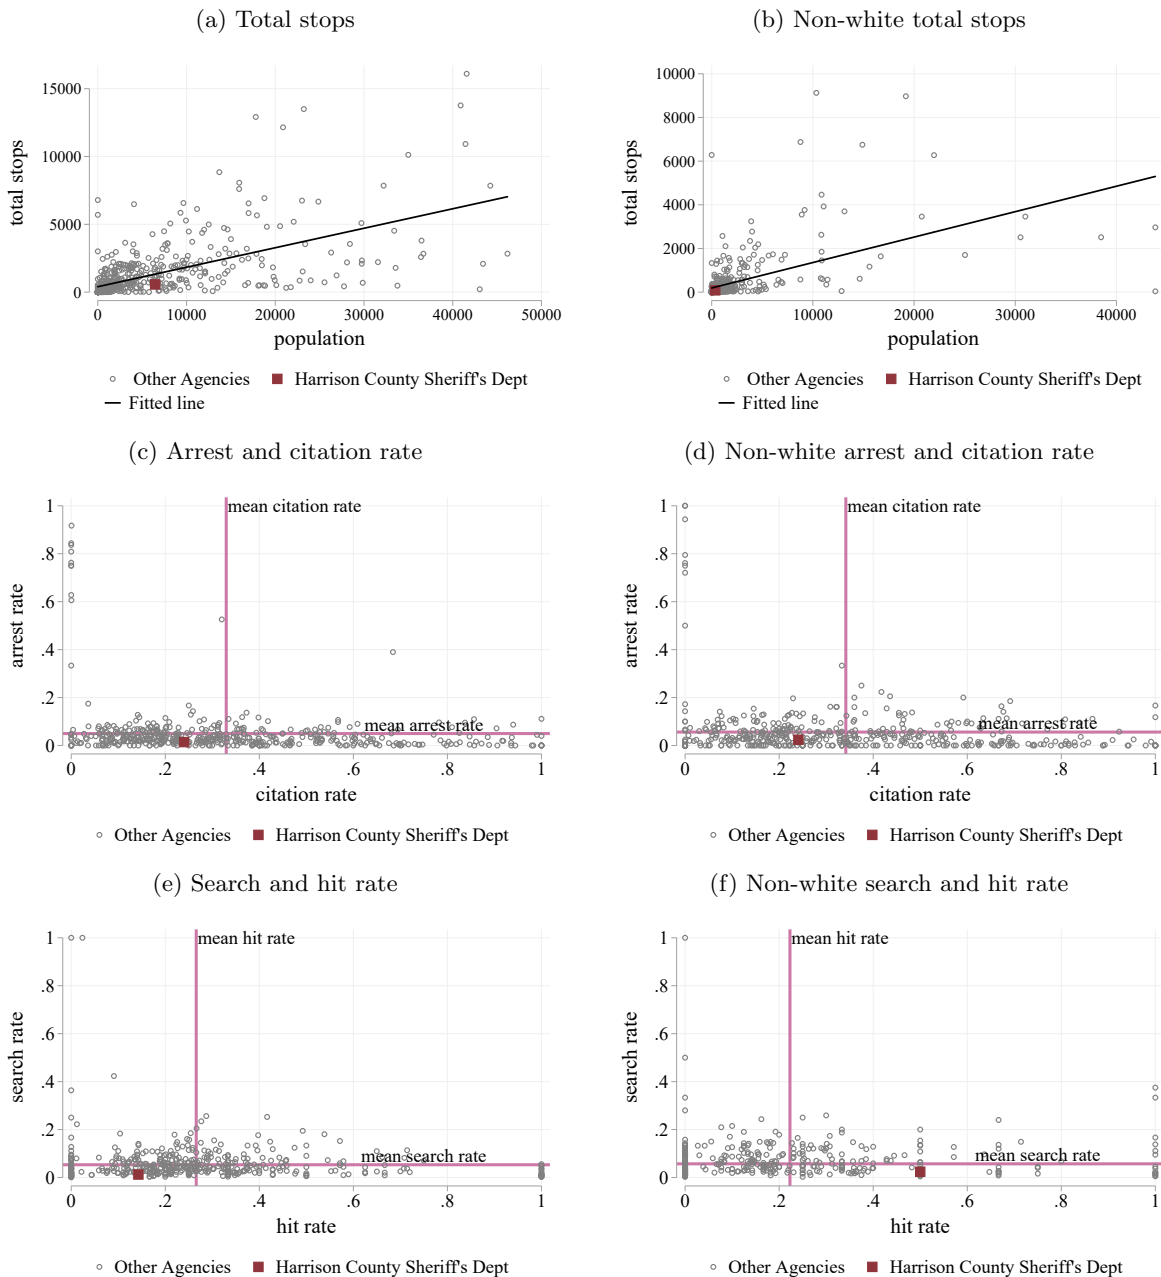 (a) Total stops
(b) Non-white total stops
total stops
15000
10000
5000
0
0 10000 20000 30000 40000 50000
population
Other Agencies Harrison County Sheriff's Dept
Fitted line
total stops
10000
8000
6000
4000
2000
0
0 10000 20000 30000 40000
population
Other Agencies Harrison County Sheriff's Dept
Fitted line
(c) Arrest and citation rate
(d) Non-white arrest and citation rate
arrest rate
1
.8
.6
.4
.2
0
mean citation rate
mean arrest rate
0 .2 .4 .6 .8 1
citation rate
Other Agencies Harrison County Sheriff's Dept
arrest rate
1
.8
.6
.4
.2
0
mean citation rate
mean arrest rate
0 .2 .4 .6 .8 1
citation rate
Other Agencies Harrison County Sheriff's Dept
(e) Search and hit rate
(f) Non-white search and hit rate
search rate
1
.8
.6
.4
.2
0
mean hit rate
mean search rate
0 .2 .4 .6 .8 1
hit rate
Other Agencies Harrison County Sheriff's Dept
search rate
1
.8
.6
.4
.2
0
mean hit rate
mean search rate
0 .2 .4 .6 .8 1
hit rate
Other Agencies Harrison County Sheriff's Dept